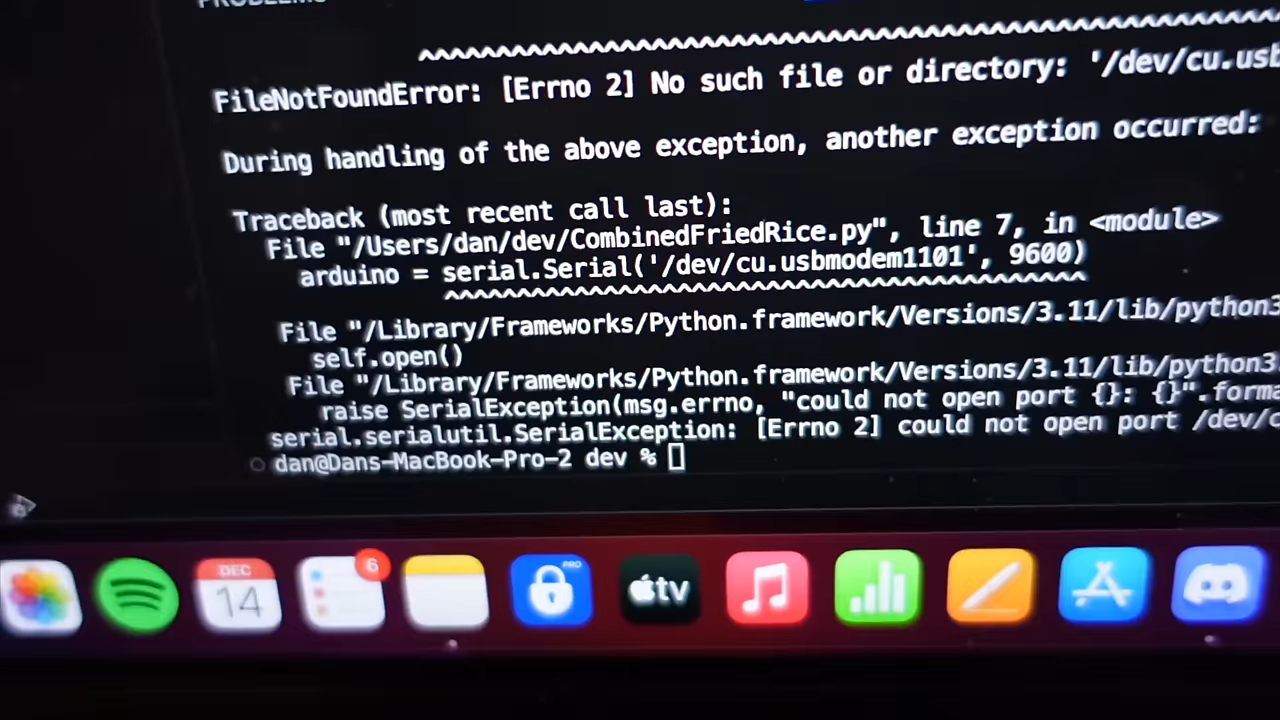 PROBLEMS
FileNotFoundError: [Errno 2] No such file or directory: '/dev/cu.usb
During handling of the above exception, another exception occurred:
Traceback (most recent call last):
File "/Users/dan/dev/CombinedFriedRice.py", line 7, in <module>
arduino = serial.Serial('/dev/cu.usbmodem1101', 9600)
File "/Library/Frameworks/Python.framework/Versions/3.11/lib/python3
self.open()
File "/Library/Frameworks/Python.framework/Versions/3.11/lib/python3.
raise SerialException(msg.errno, "could not open port {}: {}".forma
serial.serialutil.SerialException: [Errno 2] could not open port /dev/c
dan@Dans-MacBook-Pro-2 dev %
DEC
14
6
PRO
tv